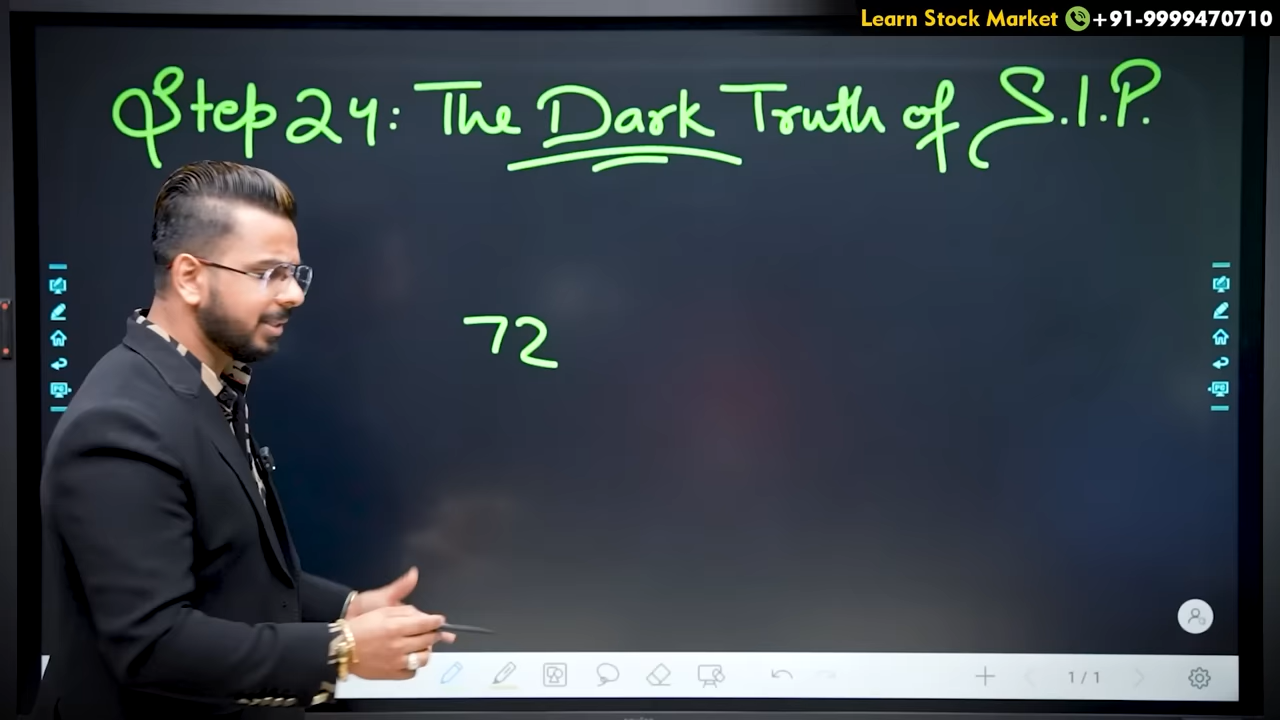 Learn Stock Market +91-9999470710
Step 24: The Dark Truth of S.I.P.
72
1/1